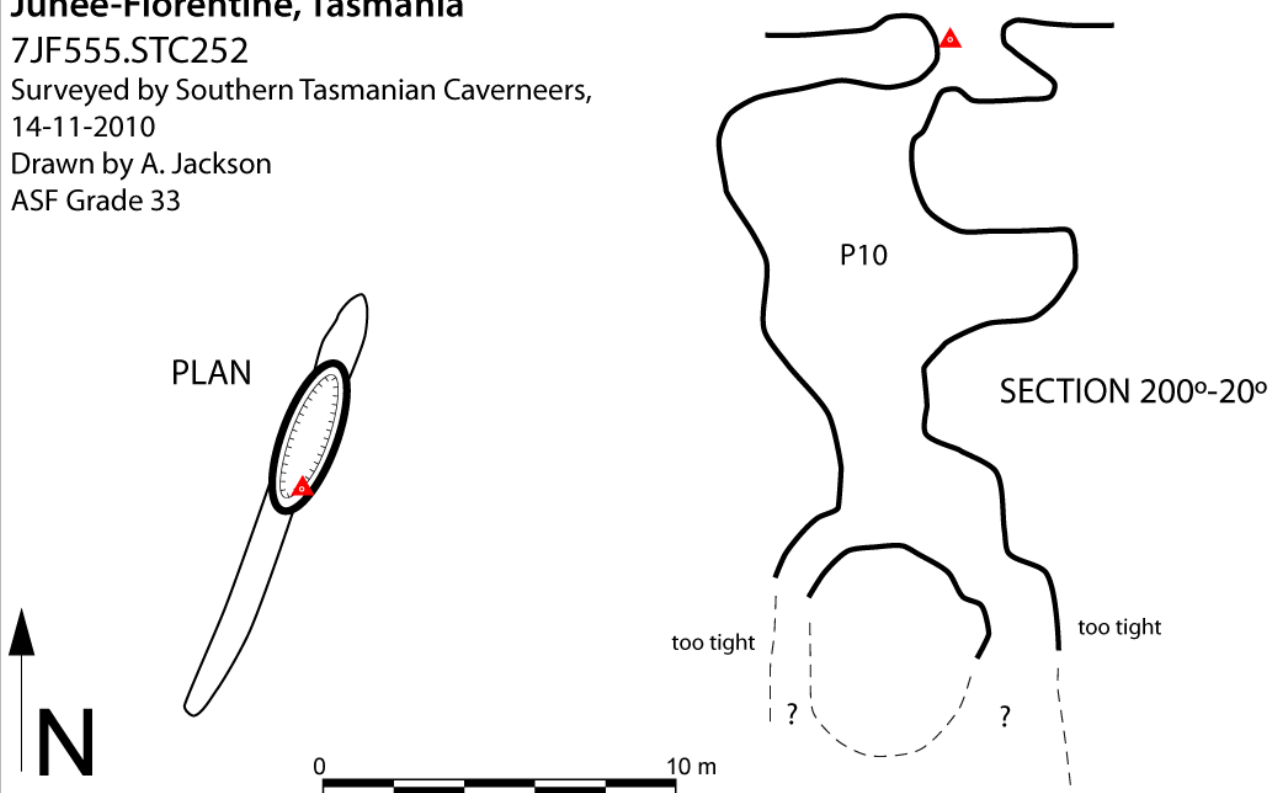 Junee-Florentine, Tasmania
7JF555.STC252
Surveyed by Southern Tasmanian Caverneers,
14-11-2010
Drawn by A. Jackson
ASF Grade 33
P10
PLAN
SECTION 200º-20º
too tight
too tight
?
?
N
0
10 m